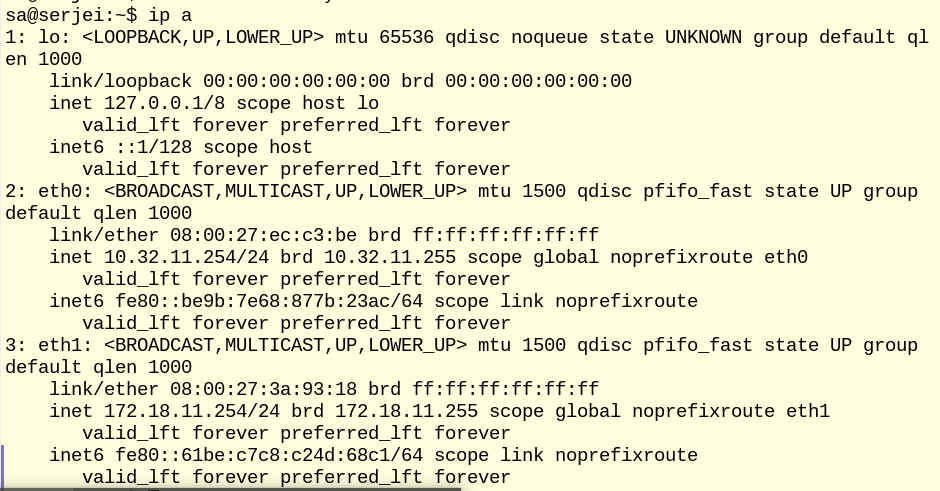 sa@serjei:~$ ip a
1: lo: <LOOPBACK,UP,LOWER_UP> mtu 65536 qdisc noqueue state UNKNOWN group default ql
en 1000
    link/loopback 00:00:00:00:00:00 brd 00:00:00:00:00:00
    inet 127.0.0.1/8 scope host lo
       valid_lft forever preferred_lft forever
    inet6 ::1/128 scope host
       valid_lft forever preferred_lft forever
2: eth0: <BROADCAST,MULTICAST,UP,LOWER_UP> mtu 1500 qdisc pfifo_fast state UP group
default qlen 1000
    link/ether 08:00:27:ec:c3:be brd ff:ff:ff:ff:ff:ff
    inet 10.32.11.254/24 brd 10.32.11.255 scope global noprefixroute eth0
       valid_lft forever preferred_lft forever
    inet6 fe80::be9b:7e68:877b:23ac/64 scope link noprefixroute
       valid_lft forever preferred_lft forever
3: eth1: <BROADCAST,MULTICAST,UP,LOWER_UP> mtu 1500 qdisc pfifo_fast state UP group
default qlen 1000
    link/ether 08:00:27:3a:93:18 brd ff:ff:ff:ff:ff:ff
    inet 172.18.11.254/24 brd 172.18.11.255 scope global noprefixroute eth1
       valid_lft forever preferred_lft forever
    inet6 fe80::61be:c7c8:c24d:68c1/64 scope link noprefixroute
       valid_lft forever preferred_lft forever